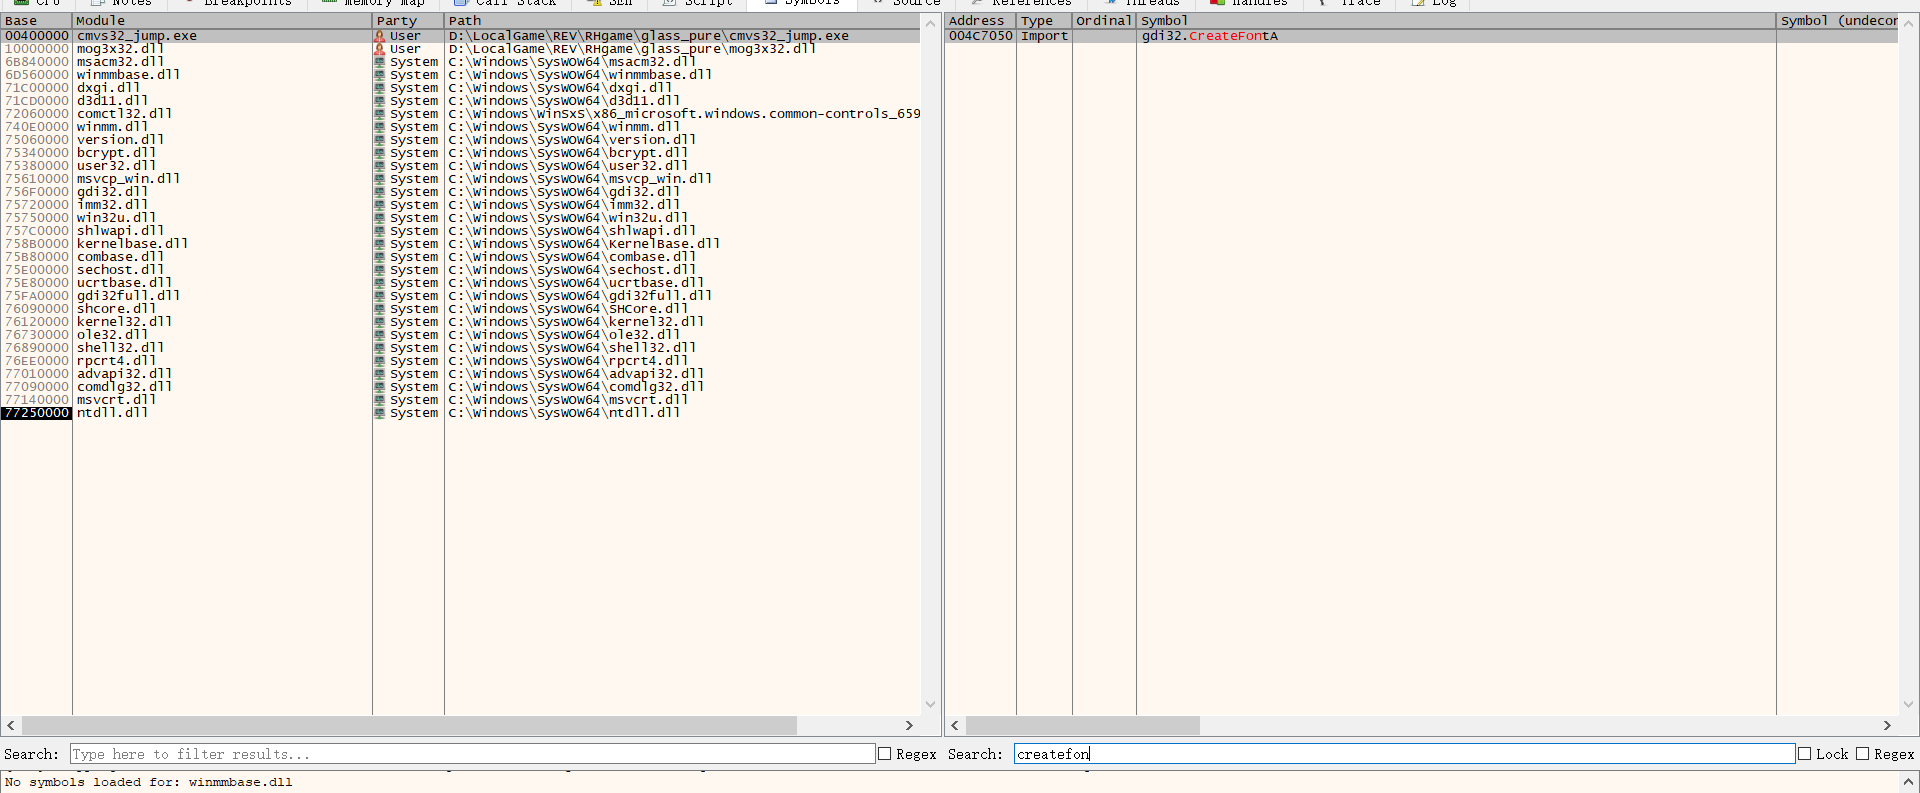 CPU Notes Breakpoints Memory Map Call Stack SEH Script Symbols Source References Threads Handles Trace Log
Base Module Party Path
00400000 cmvs32_jump.exe User D:\LocalGame\REV\RHgame\glass_pure\cmvs32_jump.exe
10000000 mog3x32.dll User D:\LocalGame\REV\RHgame\glass_pure\mog3x32.dll
6B840000 msacm32.dll System C:\Windows\SysWOW64\msacm32.dll
6D560000 winmmbase.dll System C:\Windows\SysWOW64\winmmbase.dll
71C00000 dxgi.dll System C:\Windows\SysWOW64\dxgi.dll
71CD0000 d3d11.dll System C:\Windows\SysWOW64\d3d11.dll
72060000 comctl32.dll System C:\Windows\WinSxS\x86_microsoft.windows.common-controls_659
740E0000 winmm.dll System C:\Windows\SysWOW64\winmm.dll
75060000 version.dll System C:\Windows\SysWOW64\version.dll
75340000 bcrypt.dll System C:\Windows\SysWOW64\bcrypt.dll
75380000 user32.dll System C:\Windows\SysWOW64\user32.dll
75610000 msvcp_win.dll System C:\Windows\SysWOW64\msvcp_win.dll
756F0000 gdi32.dll System C:\Windows\SysWOW64\gdi32.dll
75720000 imm32.dll System C:\Windows\SysWOW64\imm32.dll
75750000 win32u.dll System C:\Windows\SysWOW64\win32u.dll
757C0000 shlwapi.dll System C:\Windows\SysWOW64\shlwapi.dll
758B0000 kernelbase.dll System C:\Windows\SysWOW64\KernelBase.dll
75B80000 combase.dll System C:\Windows\SysWOW64\combase.dll
75E00000 sechost.dll System C:\Windows\SysWOW64\sechost.dll
75E80000 ucrtbase.dll System C:\Windows\SysWOW64\ucrtbase.dll
75FA0000 gdi32full.dll System C:\Windows\SysWOW64\gdi32full.dll
76090000 shcore.dll System C:\Windows\SysWOW64\SHCore.dll
76120000 kernel32.dll System C:\Windows\SysWOW64\kernel32.dll
76730000 ole32.dll System C:\Windows\SysWOW64\ole32.dll
76890000 shell32.dll System C:\Windows\SysWOW64\shell32.dll
76EE0000 rpcrt4.dll System C:\Windows\SysWOW64\rpcrt4.dll
77010000 advapi32.dll System C:\Windows\SysWOW64\advapi32.dll
77090000 comdlg32.dll System C:\Windows\SysWOW64\comdlg32.dll
77140000 msvcrt.dll System C:\Windows\SysWOW64\msvcrt.dll
77250000 ntdll.dll System C:\Windows\SysWOW64\ntdll.dll
Address Type Ordinal Symbol Symbol (undecor
004C7050 Import gdi32.CreateFontA
Search: Type here to filter results... Regex
Search: createfon Lock Regex
No symbols loaded for: winmmbase.dll